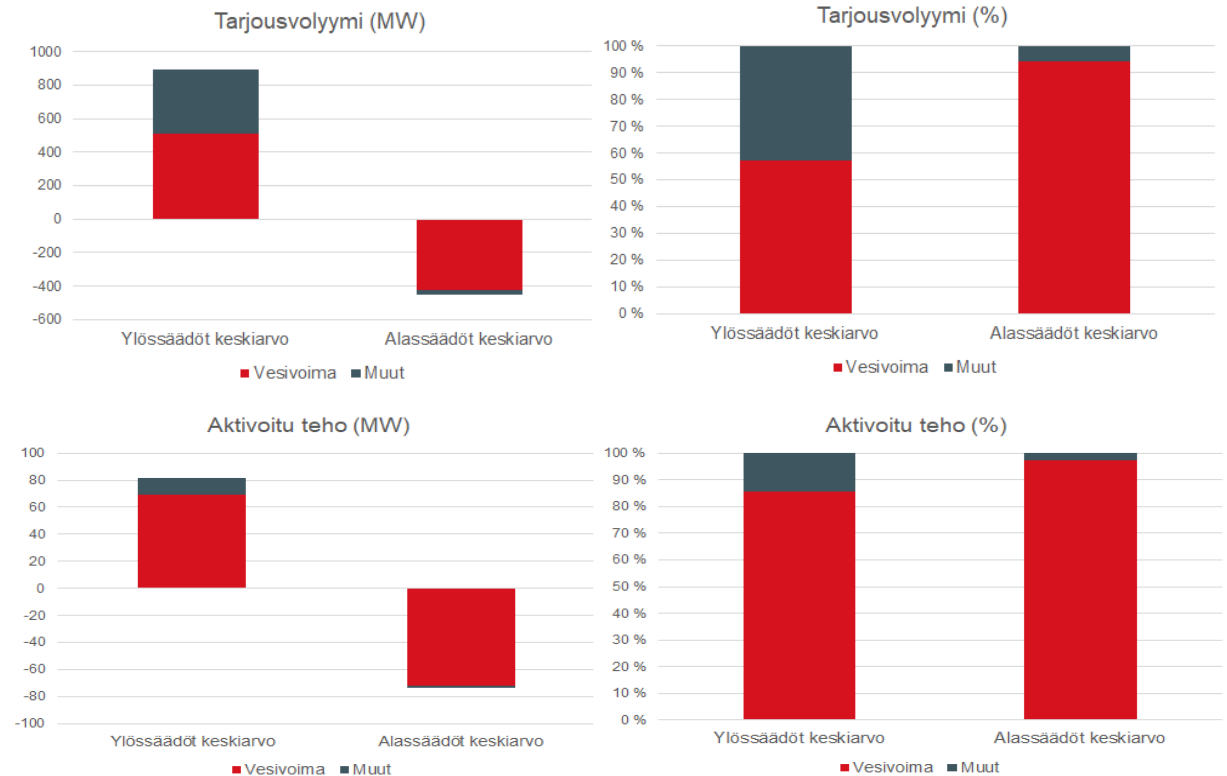 Tarjousvolyymi (MW)
1000
800
600
400
200
0
-200
-400
-600
Ylössäädöt keskiarvo
Alassäädöt keskiarvo
Vesivoima Muut
Tarjousvolyymi (%)
100 %
90 %
80 %
70 %
60 %
50 %
40 %
30 %
20 %
10 %
0 %
Ylössäädöt keskiarvo
Alassäädöt keskiarvo
Vesivoima Muut
Aktivoitu teho (MW)
100
80
60
40
20
0
-20
-40
-60
-80
-100
Ylössäädöt keskiarvo
Alassäädöt keskiarvo
Vesivoima Muut
Aktivoitu teho (%)
100 %
90 %
80 %
70 %
60 %
50 %
40 %
30 %
20 %
10 %
0 %
Ylössäädöt keskiarvo
Alassäädöt keskiarvo
Vesivoima Muut